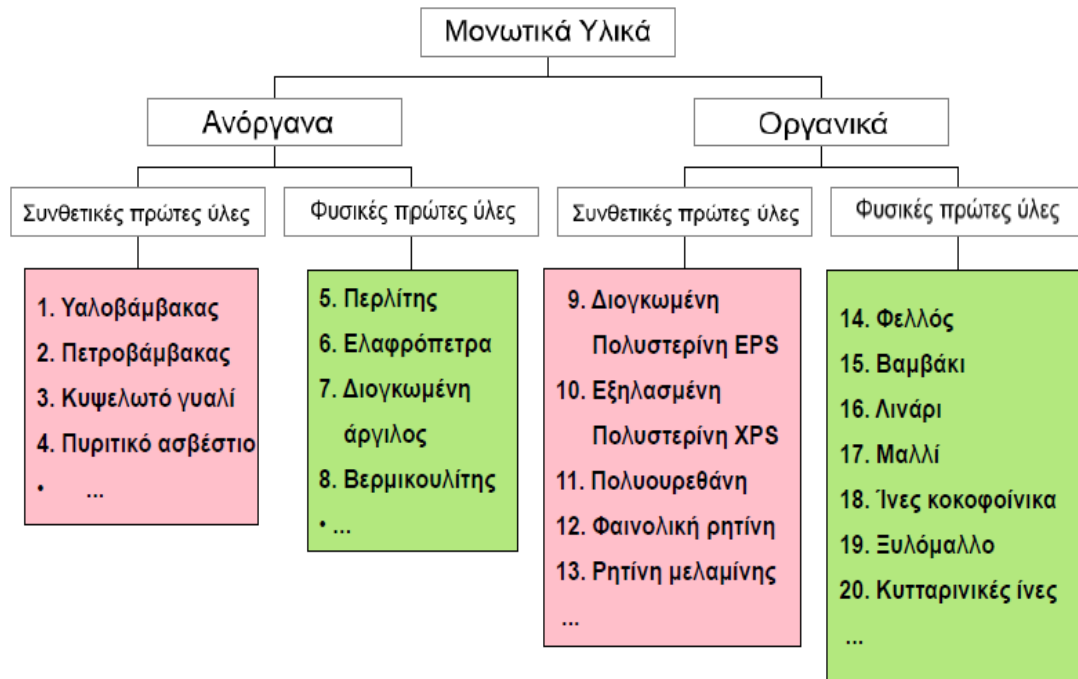 Μονωτικά Υλικά
Ανόργανα
Οργανικά
Συνθετικές πρώτες ύλες
Φυσικές πρώτες ύλες
Συνθετικές πρώτες ύλες
Φυσικές πρώτες ύλες
1. Υαλοβάμβακας
2. Πετροβάμβακας
3. Κυψελωτό γυαλί
4. Πυριτικό ασβέστιο
• ...
5. Περλίτης
6. Ελαφρόπετρα
7. Διογκωμένη
άργιλος
8. Βερμικουλίτης
• ...
9. Διογκωμένη
Πολυστερίνη EPS
10. Εξηλασμένη
Πολυστερίνη XPS
11. Πολυουρεθάνη
12. Φαινολική ρητίνη
13. Ρητίνη μελαμίνης
...
14. Φελλός
15. Βαμβάκι
16. Λινάρι
17. Μαλλί
18. Ίνες κοκοφοίνικα
19. Ξυλόμαλλο
20. Κυτταρινικές ίνες
...